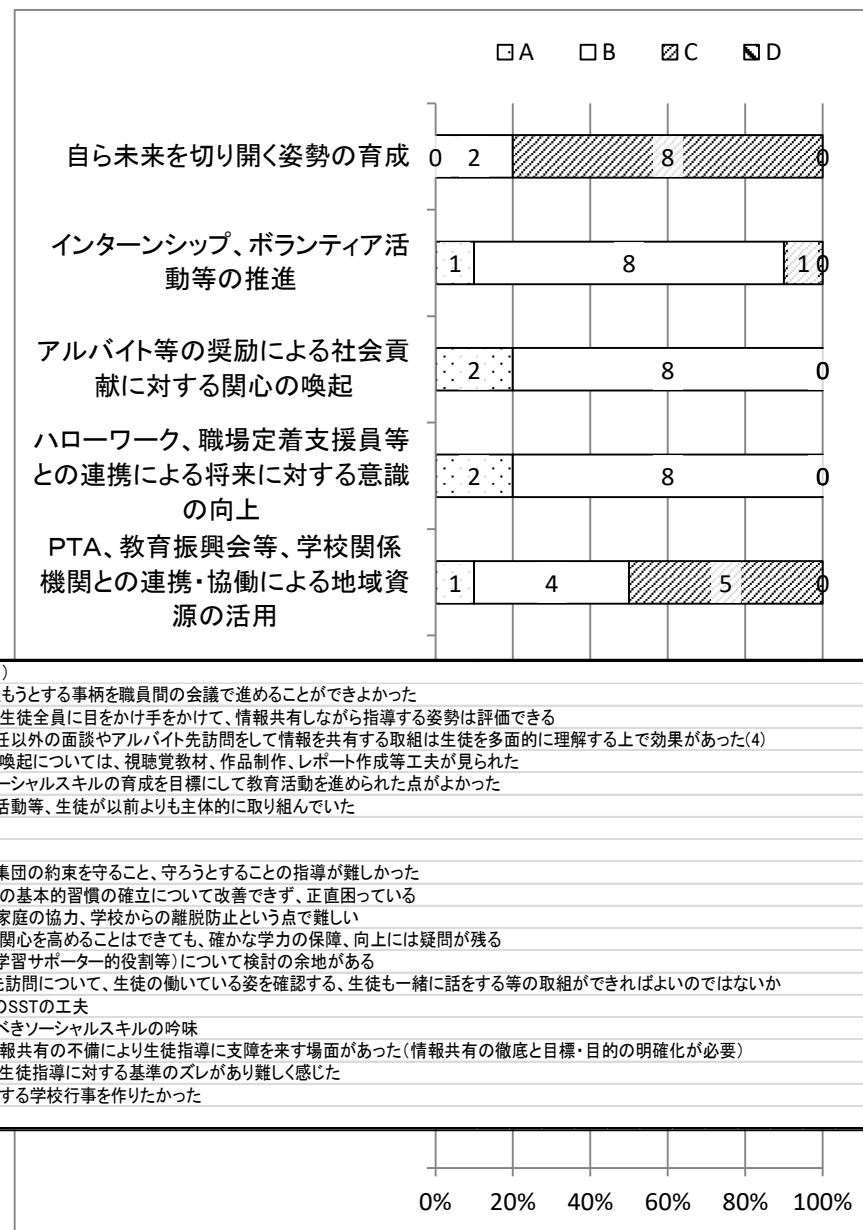 A B C D
自ら未来を切り開く姿勢の育成 0 2 8 0
インターンシップ、ボランティア活
動等の推進
1 8 1 0
アルバイト等の奨励による社会貢
献に対する関心の喚起
2 8 0
ハローワーク、職場定着支援員等
との連携による将来に対する意識
の向上
2 8 0
PTA、教育振興会等、学校関係
機関との連携・協働による地域資
源の活用
1 4 5 0
)
もうとする事柄を職員間の会議で進めることができよかった
生徒全員に目をかけ手をかけて、情報共有しながら指導する姿勢は評価できる
任以外の面談やアルバイト先訪問をして情報を共有する取組は生徒を多面的に理解する上で効果があった(4)
喚起については、視聴覚教材、作品制作、レポート作成等工夫が見られた
ーシャルスキルの育成を目標にして教育活動を進められた点がよかった
活動等、生徒が以前よりも主体的に取り組んでいた
集団の約束を守ること、守ろうとすることの指導が難しかった
の基本的習慣の確立について改善できず、正直困っている
家庭の協力、学校からの離脱防止という点で難しい
関心を高めることはできても、確かな学力の保障、向上には疑問が残る
学習サポーター的役割等)について検討の余地がある
先訪問について、生徒の働いている姿を確認する、生徒も一緒に話をする等の取組ができればよいのではないか
のSSTの工夫
べきソーシャルスキルの吟味
報共有の不備により生徒指導に支障を来す場面があった(情報共有の徹底と目標・目的の明確化が必要)
生徒指導に対する基準のズレがあり難しく感じた
する学校行事を作りたかった
0% 20% 40% 60% 80% 100%